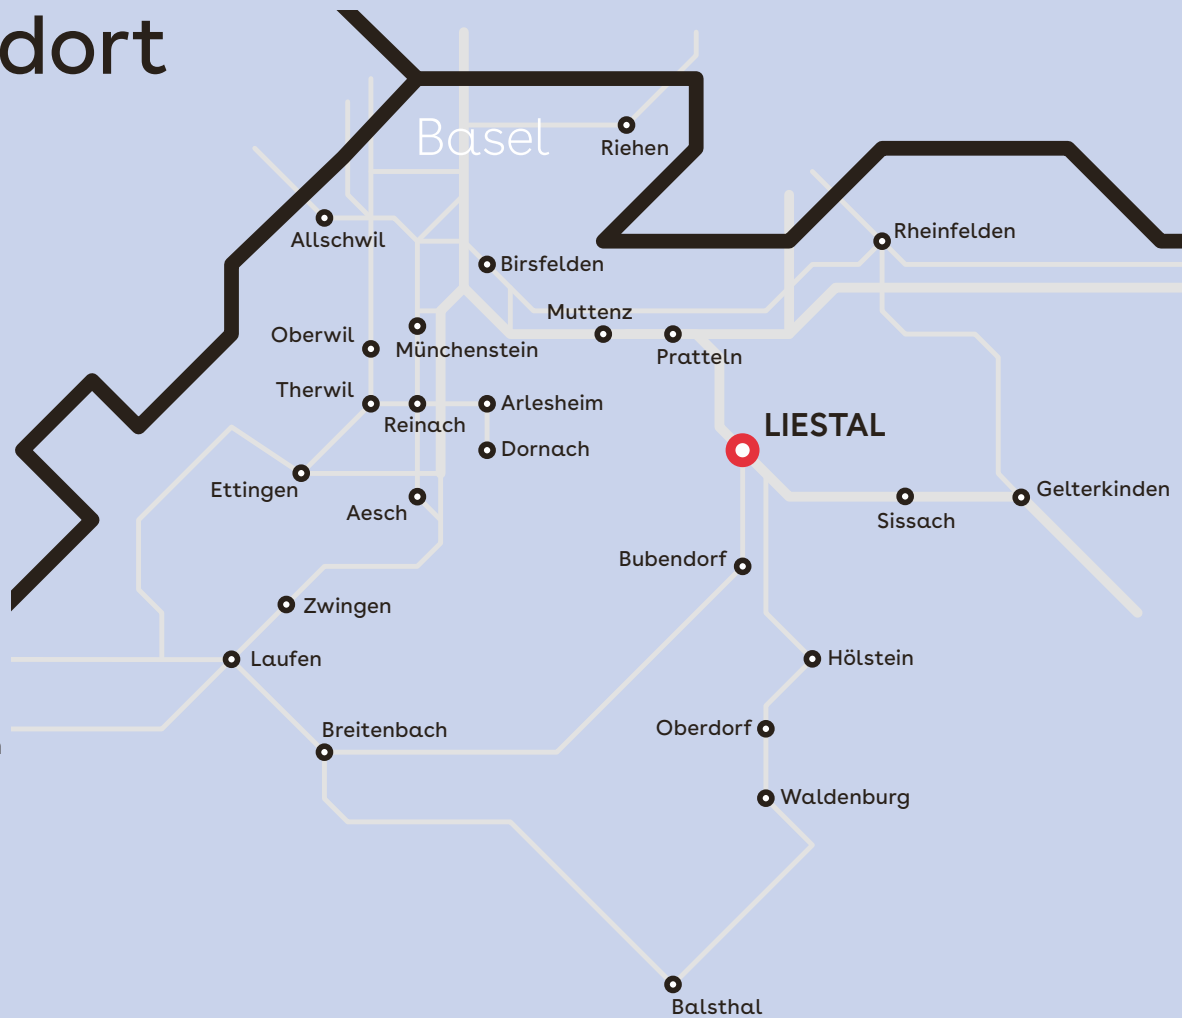 dort
Basel
Riehen
Allschwil
Rheinfelden
Birsfelden
Muttenz
Oberwil
Münchenstein
Pratteln
Therwil
Arlesheim
Reinach
LIESTAL
Dornach
Ettingen
Gelterkinden
Aesch
Sissach
Bubendorf
Zwingen
Laufen
Hölstein
Breitenbach
Oberdorf
Waldenburg
Balsthal